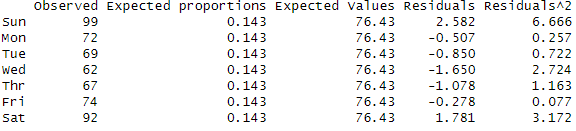 Observed Expected proportions Expected Values Residuals Residuals^2
Sun 99 0.143 76.43 2.582 6.666
Mon 72 0.143 76.43 -0.507 0.257
Tue 69 0.143 76.43 -0.850 0.722
Wed 62 0.143 76.43 -1.650 2.724
Thr 67 0.143 76.43 -1.078 1.163
Fri 74 0.143 76.43 -0.278 0.077
Sat 92 0.143 76.43 1.781 3.172